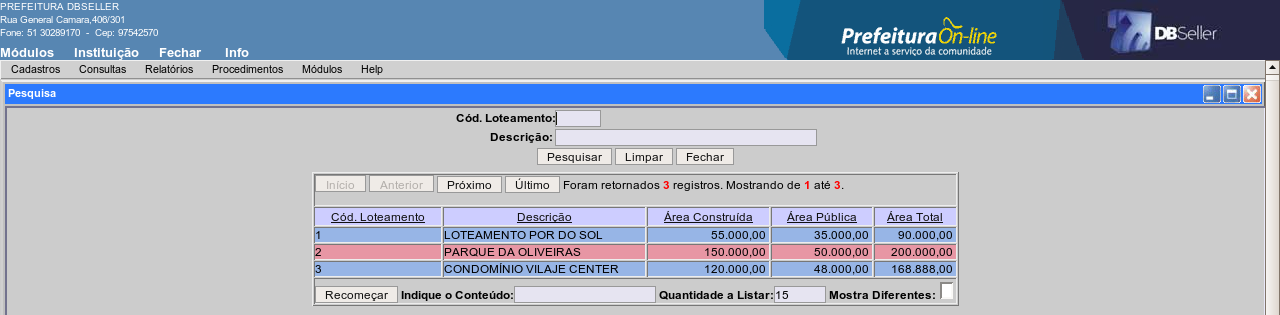 PREFEITURA DBSELLER
Rua General Camara,406/301
Fone: 51 30289170 - Cep: 97542570
Módulos Instituição Fechar Info
Prefeitura On-line
Internet a serviço da comunidade
DBSeller
Cadastros Consultas Relatórios Procedimentos Módulos Help
Pesquisa
Cód. Loteamento:
Descrição:
Pesquisar Limpar Fechar
Início Anterior Próximo Último Foram retornados 3 registros. Mostrando de 1 até 3.
Cód. Loteamento Descrição Área Construída Área Pública Área Total
1 LOTEAMENTO POR DO SOL 55.000,00 35.000,00 90.000,00
2 PARQUE DA OLIVEIRAS 150.000,00 50.000,00 200.000,00
3 CONDOMÍNIO VILAJE CENTER 120.000,00 48.000,00 168.888,00
Recomeçar Indique o Conteúdo: Quantidade a Listar: 15 Mostra Diferentes: